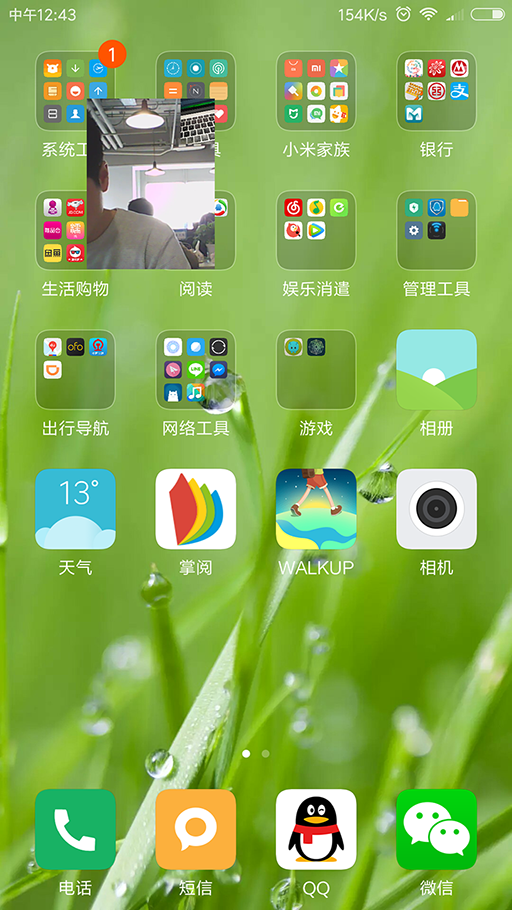 中午12:43 154K/s
1
系统工 具 小米家族 银行
生活购物 阅读 娱乐消遣 管理工具
出行导航 网络工具 游戏 相册
13°
天气 掌阅 WALKUP 相机
电话 短信 QQ 微信